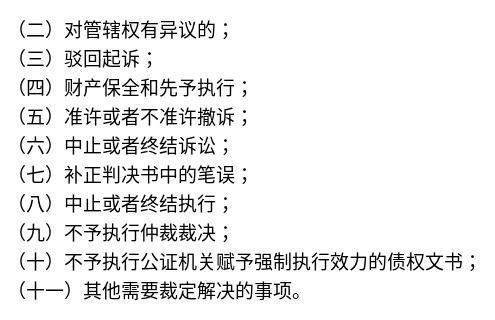 （二）对管辖权有异议的；
（三）驳回起诉；
（四）财产保全和先予执行；
（五）准许或者不准许撤诉；
（六）中止或者终结诉讼；
（七）补正判决书中的笔误；
（八）中止或者终结执行；
（九）不予执行仲裁裁决；
（十）不予执行公证机关赋予强制执行效力的债权文书；
（十一）其他需要裁定解决的事项。